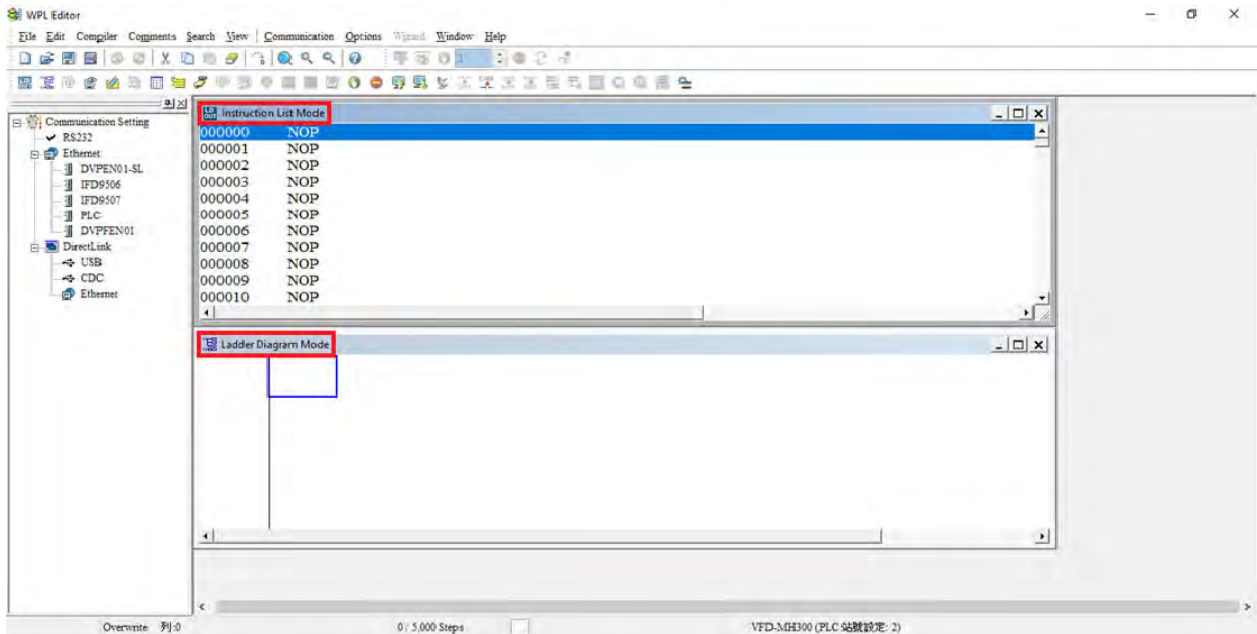 WPL Editor
File Edit Compiler Comments Search View Communication Options Wizard Window Help
Communication Setting
RS232
Ethernet
DVPEN01-SL
IFD9506
IFD9507
PLC
DVPFEN01
DirectLink
USB
CDC
Ethernet
Instruction List Mode
000000 NOP
000001 NOP
000002 NOP
000003 NOP
000004 NOP
000005 NOP
000006 NOP
000007 NOP
000008 NOP
000009 NOP
000010 NOP
Ladder Diagram Mode
Overwrite 列:0 0 / 5,000 Steps VFD-MH300 (PLC 站號設定: 2)